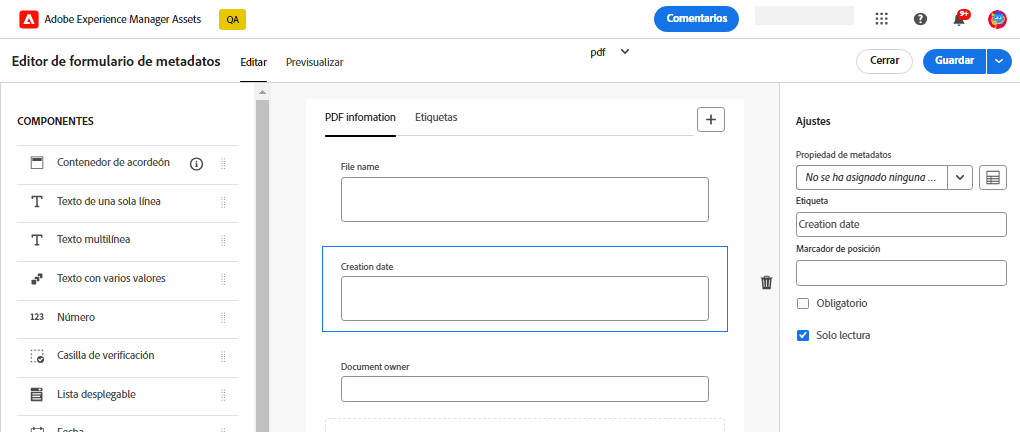 Adobe Experience Manager Assets
QA
Comentarios
9+
Editor de formulario de metadatos
Editar
Previsualizar
pdf
Cerrar
Guardar
COMPONENTES
Contenedor de acordeón
Texto de una sola línea
Texto multilínea
Texto con varios valores
123 Número
Casilla de verificación
Lista desplegable
Fecha
PDF infomation
Etiquetas
File name
Creation date
Document owner
Ajustes
Propiedad de metadatos
No se ha asignado ninguna ...
Etiqueta
Creation date
Marcador de posición
Obligatorio
Solo lectura